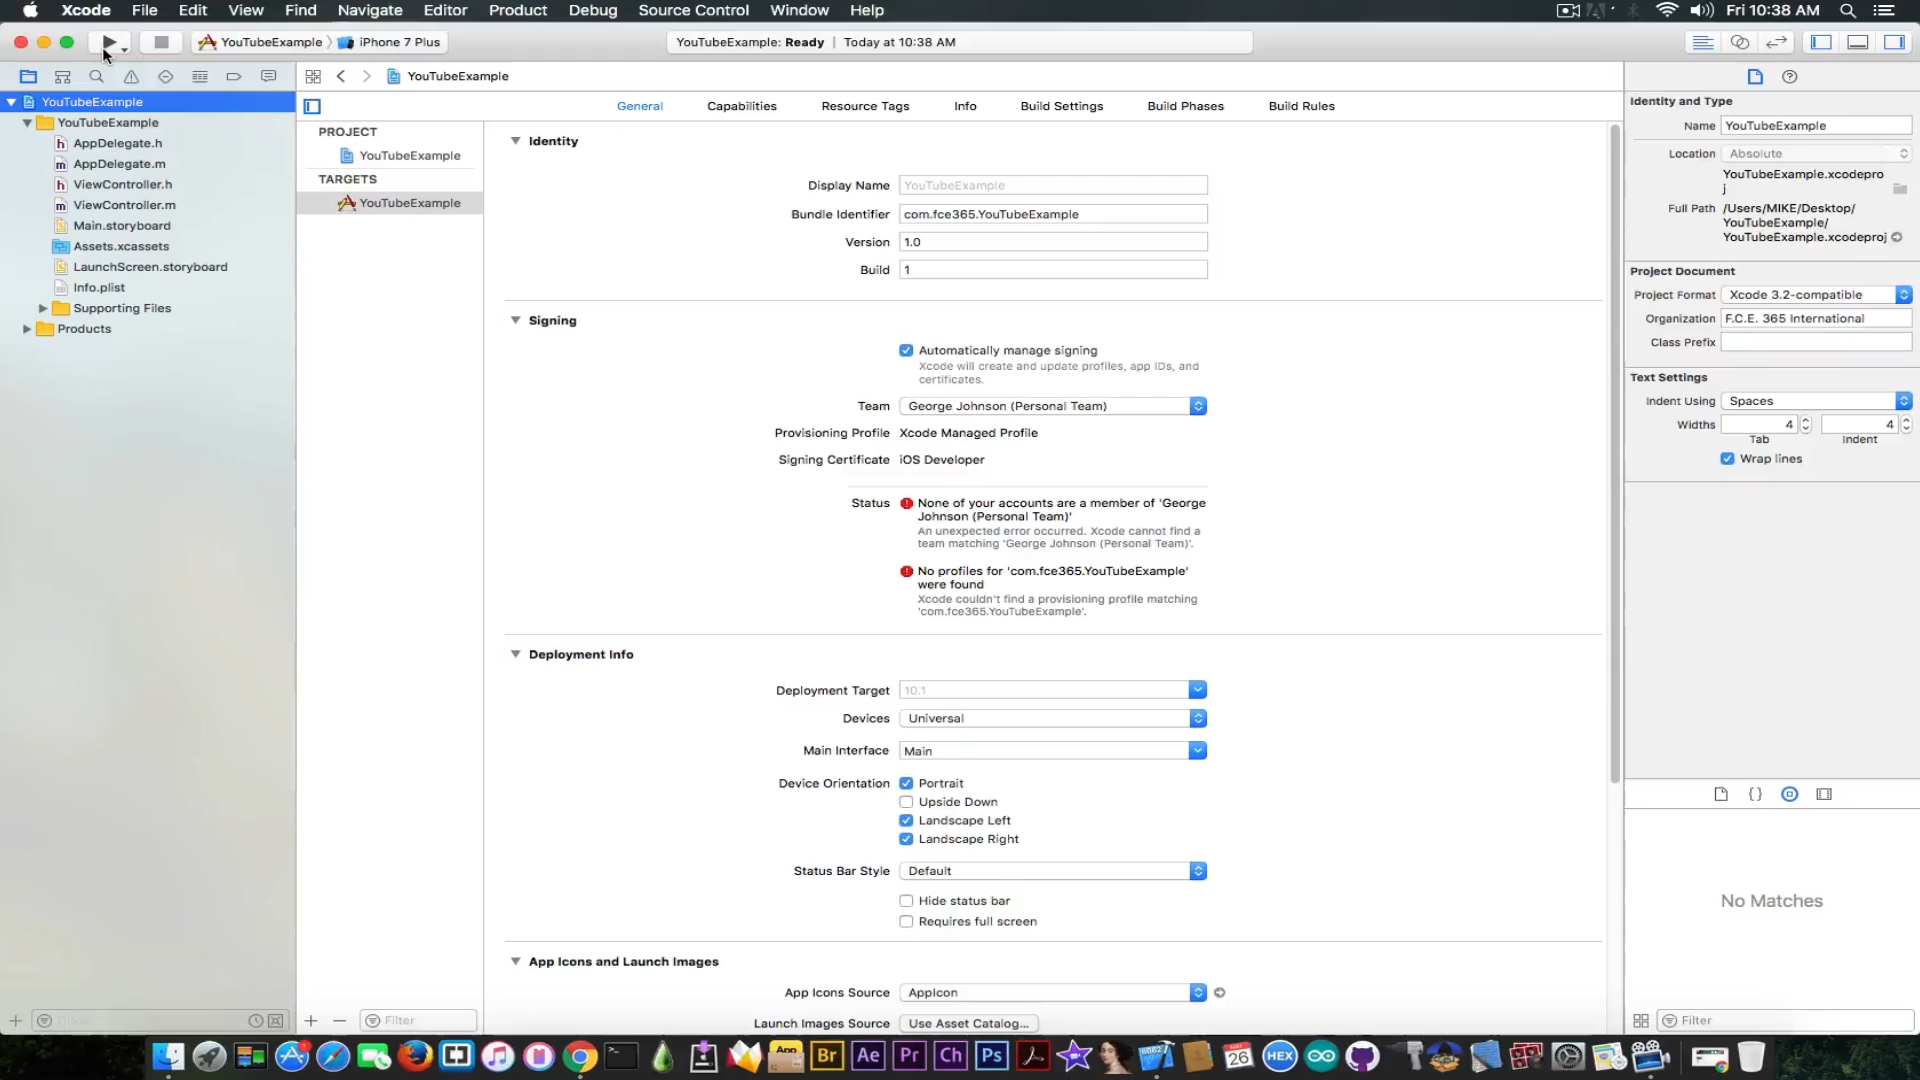 Xcode File Edit View Find Navigate Editor Product Debug Source Control Window Help Fri 10:38 AM
YouTubeExample iPhone 7 Plus YouTubeExample: Ready | Today at 10:38 AM
YouTubeExample
YouTubeExample
YouTubeExample
AppDelegate.h
AppDelegate.m
ViewController.h
ViewController.m
Main.storyboard
Assets.xcassets
LaunchScreen.storyboard
Info.plist
Supporting Files
Products
General Capabilities Resource Tags Info Build Settings Build Phases Build Rules
PROJECT
YouTubeExample
TARGETS
YouTubeExample
Filter
Identity
Display Name YouTubeExample
Bundle Identifier com.fce365.YouTubeExample
Version 1.0
Build 1
Signing
Automatically manage signing
Xcode will create and update profiles, app IDs, and
certificates.
Team George Johnson (Personal Team)
Provisioning Profile Xcode Managed Profile
Signing Certificate iOS Developer
Status None of your accounts are a member of 'George
Johnson (Personal Team)'
An unexpected error occurred. Xcode cannot find a
team matching 'George Johnson (Personal Team)'.
No profiles for 'com.fce365.YouTubeExample'
were found
Xcode couldn't find a provisioning profile matching
'com.fce365.YouTubeExample'.
Deployment Info
Deployment Target 10.1
Devices Universal
Main Interface Main
Device Orientation Portrait
Upside Down
Landscape Left
Landscape Right
Status Bar Style Default
Hide status bar
Requires full screen
App Icons and Launch Images
App Icons Source AppIcon
Launch Images Source Use Asset Catalog...
Identity and Type
Name YouTubeExample
Location Absolute
YouTubeExample.xcodepro
j
Full Path /Users/MIKE/Desktop/
YouTubeExample/
YouTubeExample.xcodeproj
Project Document
Project Format Xcode 3.2-compatible
Organization F.C.E. 365 International
Class Prefix
Text Settings
Indent Using Spaces
Widths 4 4
Tab Indent
Wrap lines
No Matches
Filter
Br Ae Pr Ch Ps 26 HEX